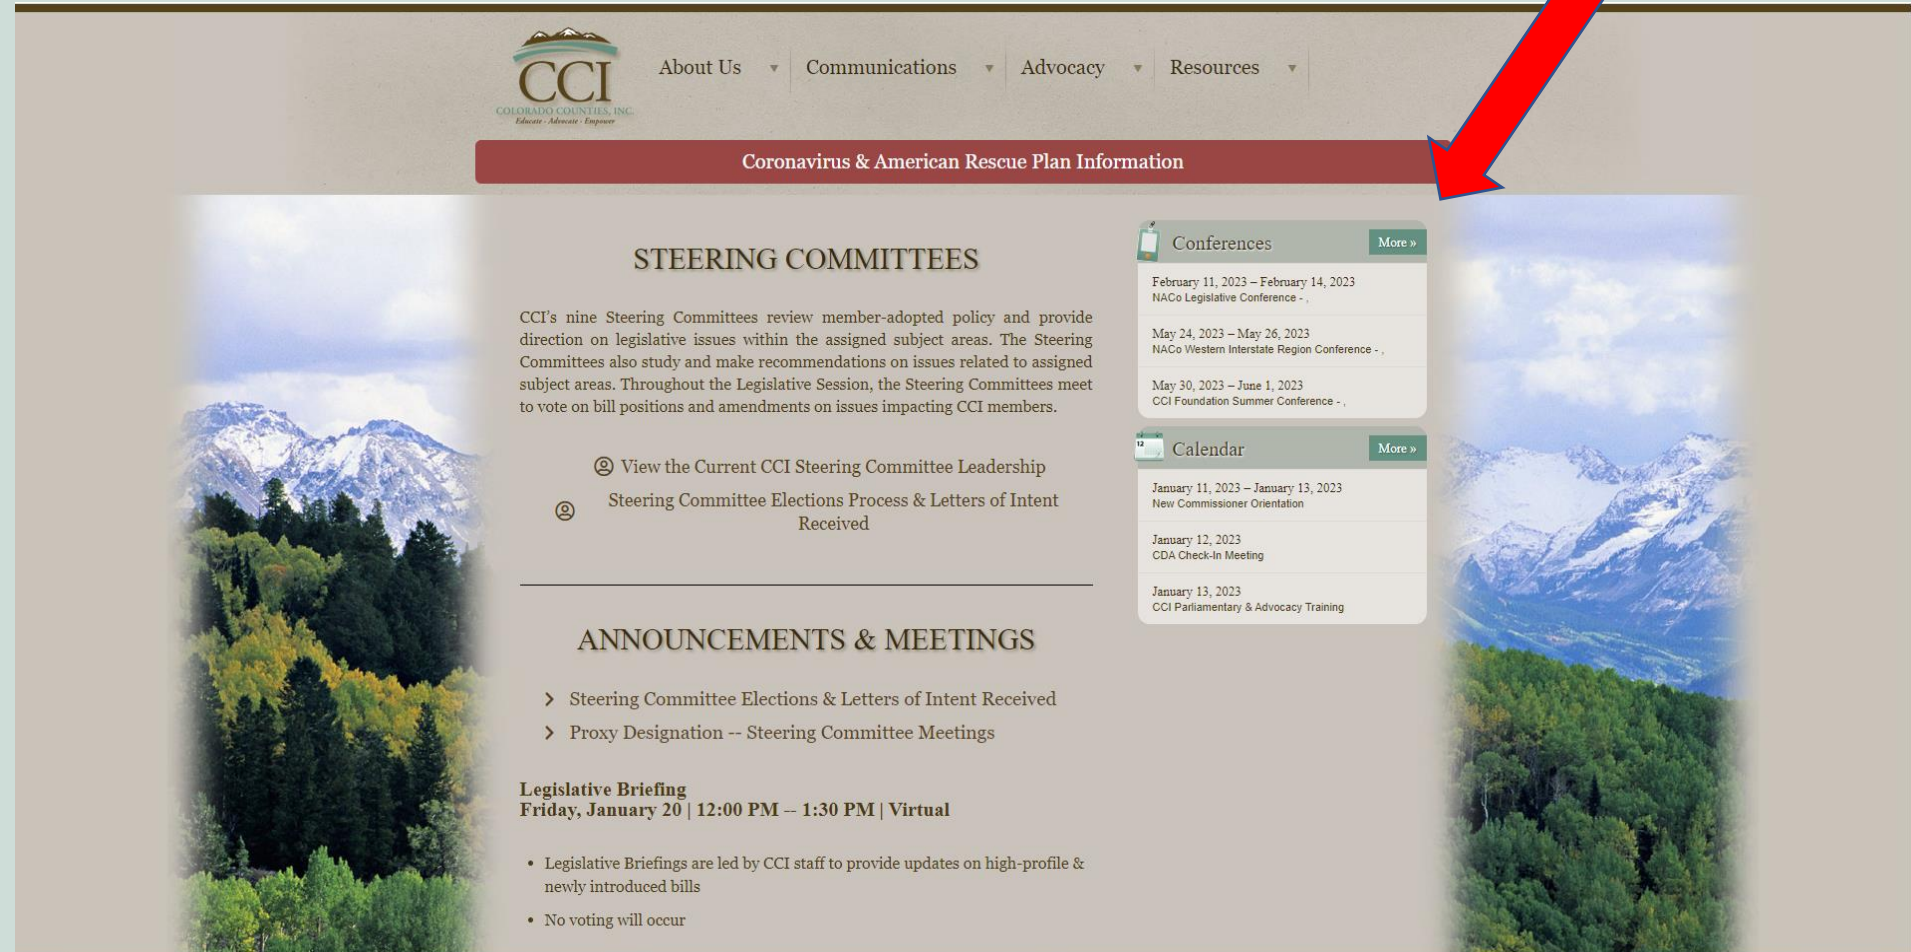 CCI
COLORADO COUNTIES, INC.
Educate - Advocate - Empower
About Us
Communications
Advocacy
Resources
Coronavirus & American Rescue Plan Information
STEERING COMMITTEES
CCI's nine Steering Committees review member-adopted policy and provide
direction on legislative issues within the assigned subject areas. The Steering
Committees also study and make recommendations on issues related to assigned
subject areas. Throughout the Legislative Session, the Steering Committees meet
to vote on bill positions and amendments on issues impacting CCI members.
View the Current CCI Steering Committee Leadership
Steering Committee Elections Process & Letters of Intent
Received
ANNOUNCEMENTS & MEETINGS
Steering Committee Elections & Letters of Intent Received
Proxy Designation -- Steering Committee Meetings
Legislative Briefing
Friday, January 20 | 12:00 PM -- 1:30 PM | Virtual
• Legislative Briefings are led by CCI staff to provide updates on high-profile &
newly introduced bills
• No voting will occur
Conferences
More »
February 11, 2023 – February 14, 2023
NACo Legislative Conference - ,
May 24, 2023 – May 26, 2023
NACo Western Interstate Region Conference - ,
May 30, 2023 – June 1, 2023
CCI Foundation Summer Conference - ,
12
Calendar
More »
January 11, 2023 – January 13, 2023
New Commissioner Orientation
January 12, 2023
CDA Check-In Meeting
January 13, 2023
CCI Parliamentary & Advocacy Training